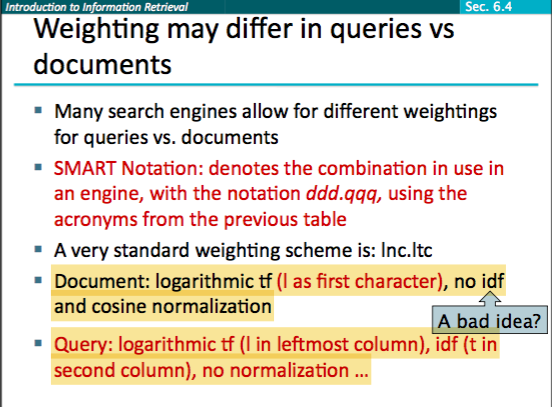 Introduction to Information Retrieval
Sec. 6.4
Weighting may differ in queries vs
documents
▪ Many search engines allow for different weightings
for queries vs. documents
▪ SMART Notation: denotes the combination in use in
an engine, with the notation ddd.qqq, using the
acronyms from the previous table
▪ A very standard weighting scheme is: lnc.ltc
▪ Document: logarithmic tf (l as first character), no idf
and cosine normalization
A bad idea?
▪ Query: logarithmic tf (l in leftmost column), idf (t in
second column), no normalization ...